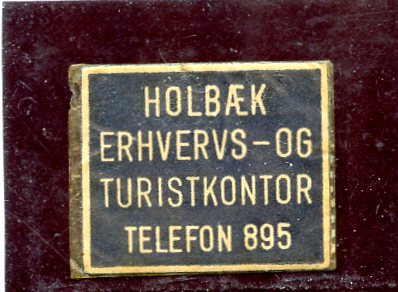 HOLBÆK
ERHVERVS-OG
TURISTKONTOR
TELEFON 895